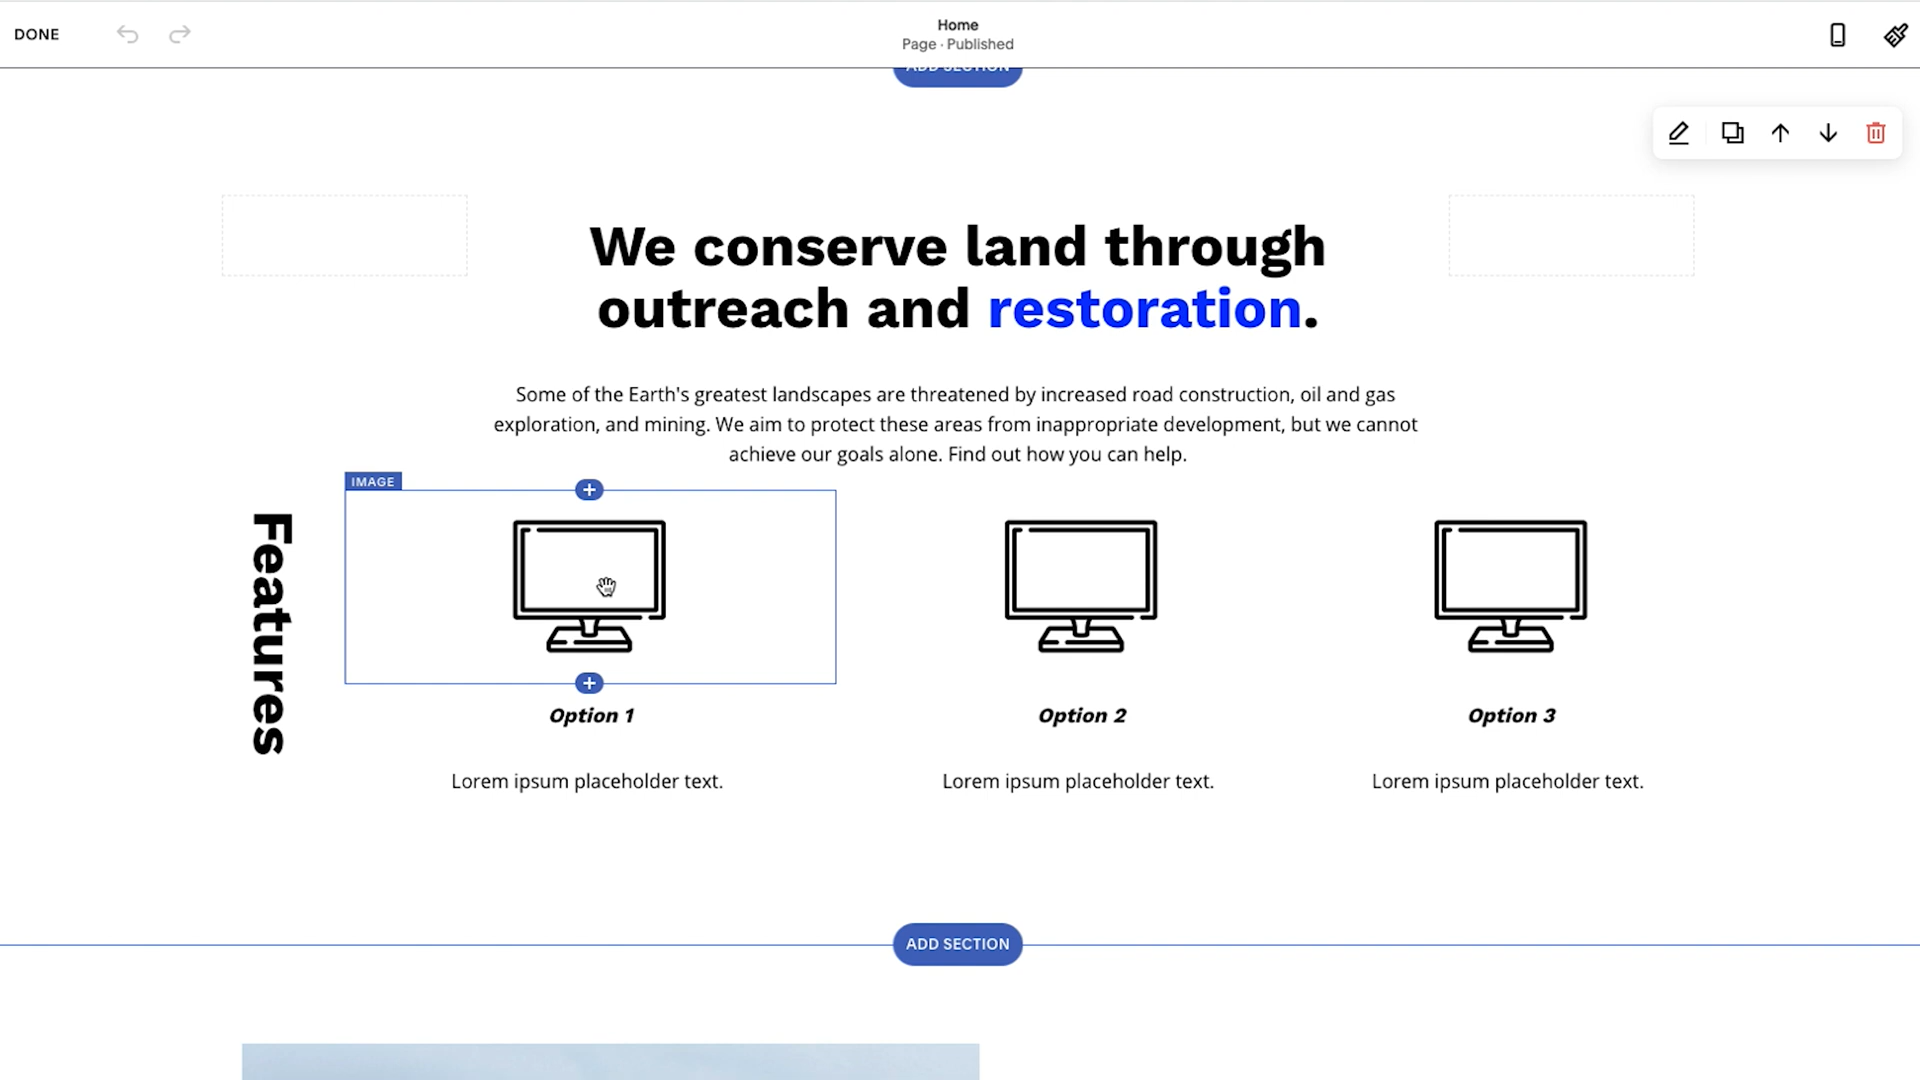 DONE
Home
Page · Published
ADD SECTION
We conserve land through
outreach and restoration.
Some of the Earth's greatest landscapes are threatened by increased road construction, oil and gas
exploration, and mining. We aim to protect these areas from inappropriate development, but we cannot
achieve our goals alone. Find out how you can help.
IMAGE
Features
Option 1
Option 2
Option 3
Lorem ipsum placeholder text.
Lorem ipsum placeholder text.
Lorem ipsum placeholder text.
ADD SECTION